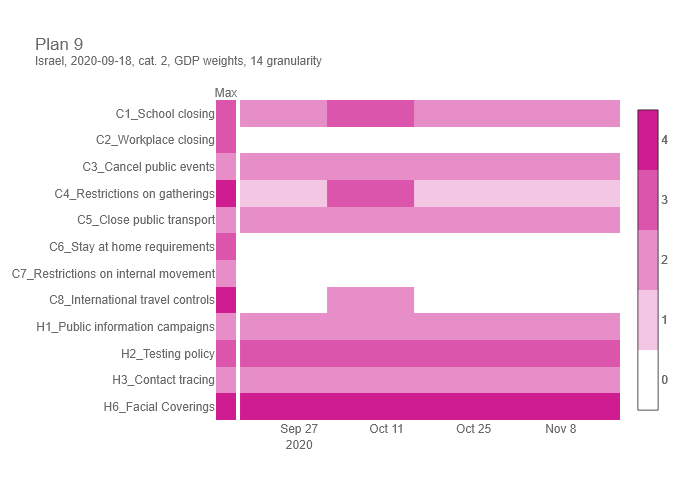 Plan 9
Israel, 2020-09-18, cat. 2, GDP weights, 14 granularity
Max
C1_School closing
C2_Workplace closing
C3_Cancel public events
C4_Restrictions on gatherings
C5_Close public transport
C6_Stay at home requirements
C7_Restrictions on internal movement
C8_International travel controls
H1_Public information campaigns
H2_Testing policy
H3_Contact tracing
H6_Facial Coverings
Sep 27 Oct 11 Oct 25 Nov 8
2020
4
3
2
1
0